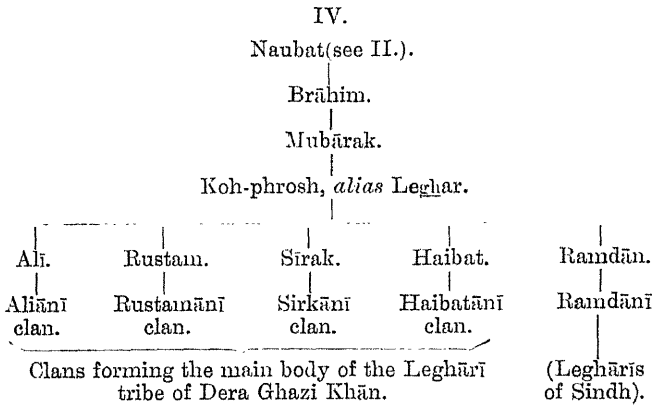 IV.
Naubat(see II.).
Brāhim.
Mubārak.
Koh-phrosh, alias Leghar.
Alī. Rustam. Sīrak. Haibat. Ramdān.
Aliānī Rustamānī Sirkānī Haibatānī Ramdānī
clan. clan. clan. clan.
Clans forming the main body of the Leghārī (Leghārīs
tribe of Dera Ghazi Khān. of Sindh).